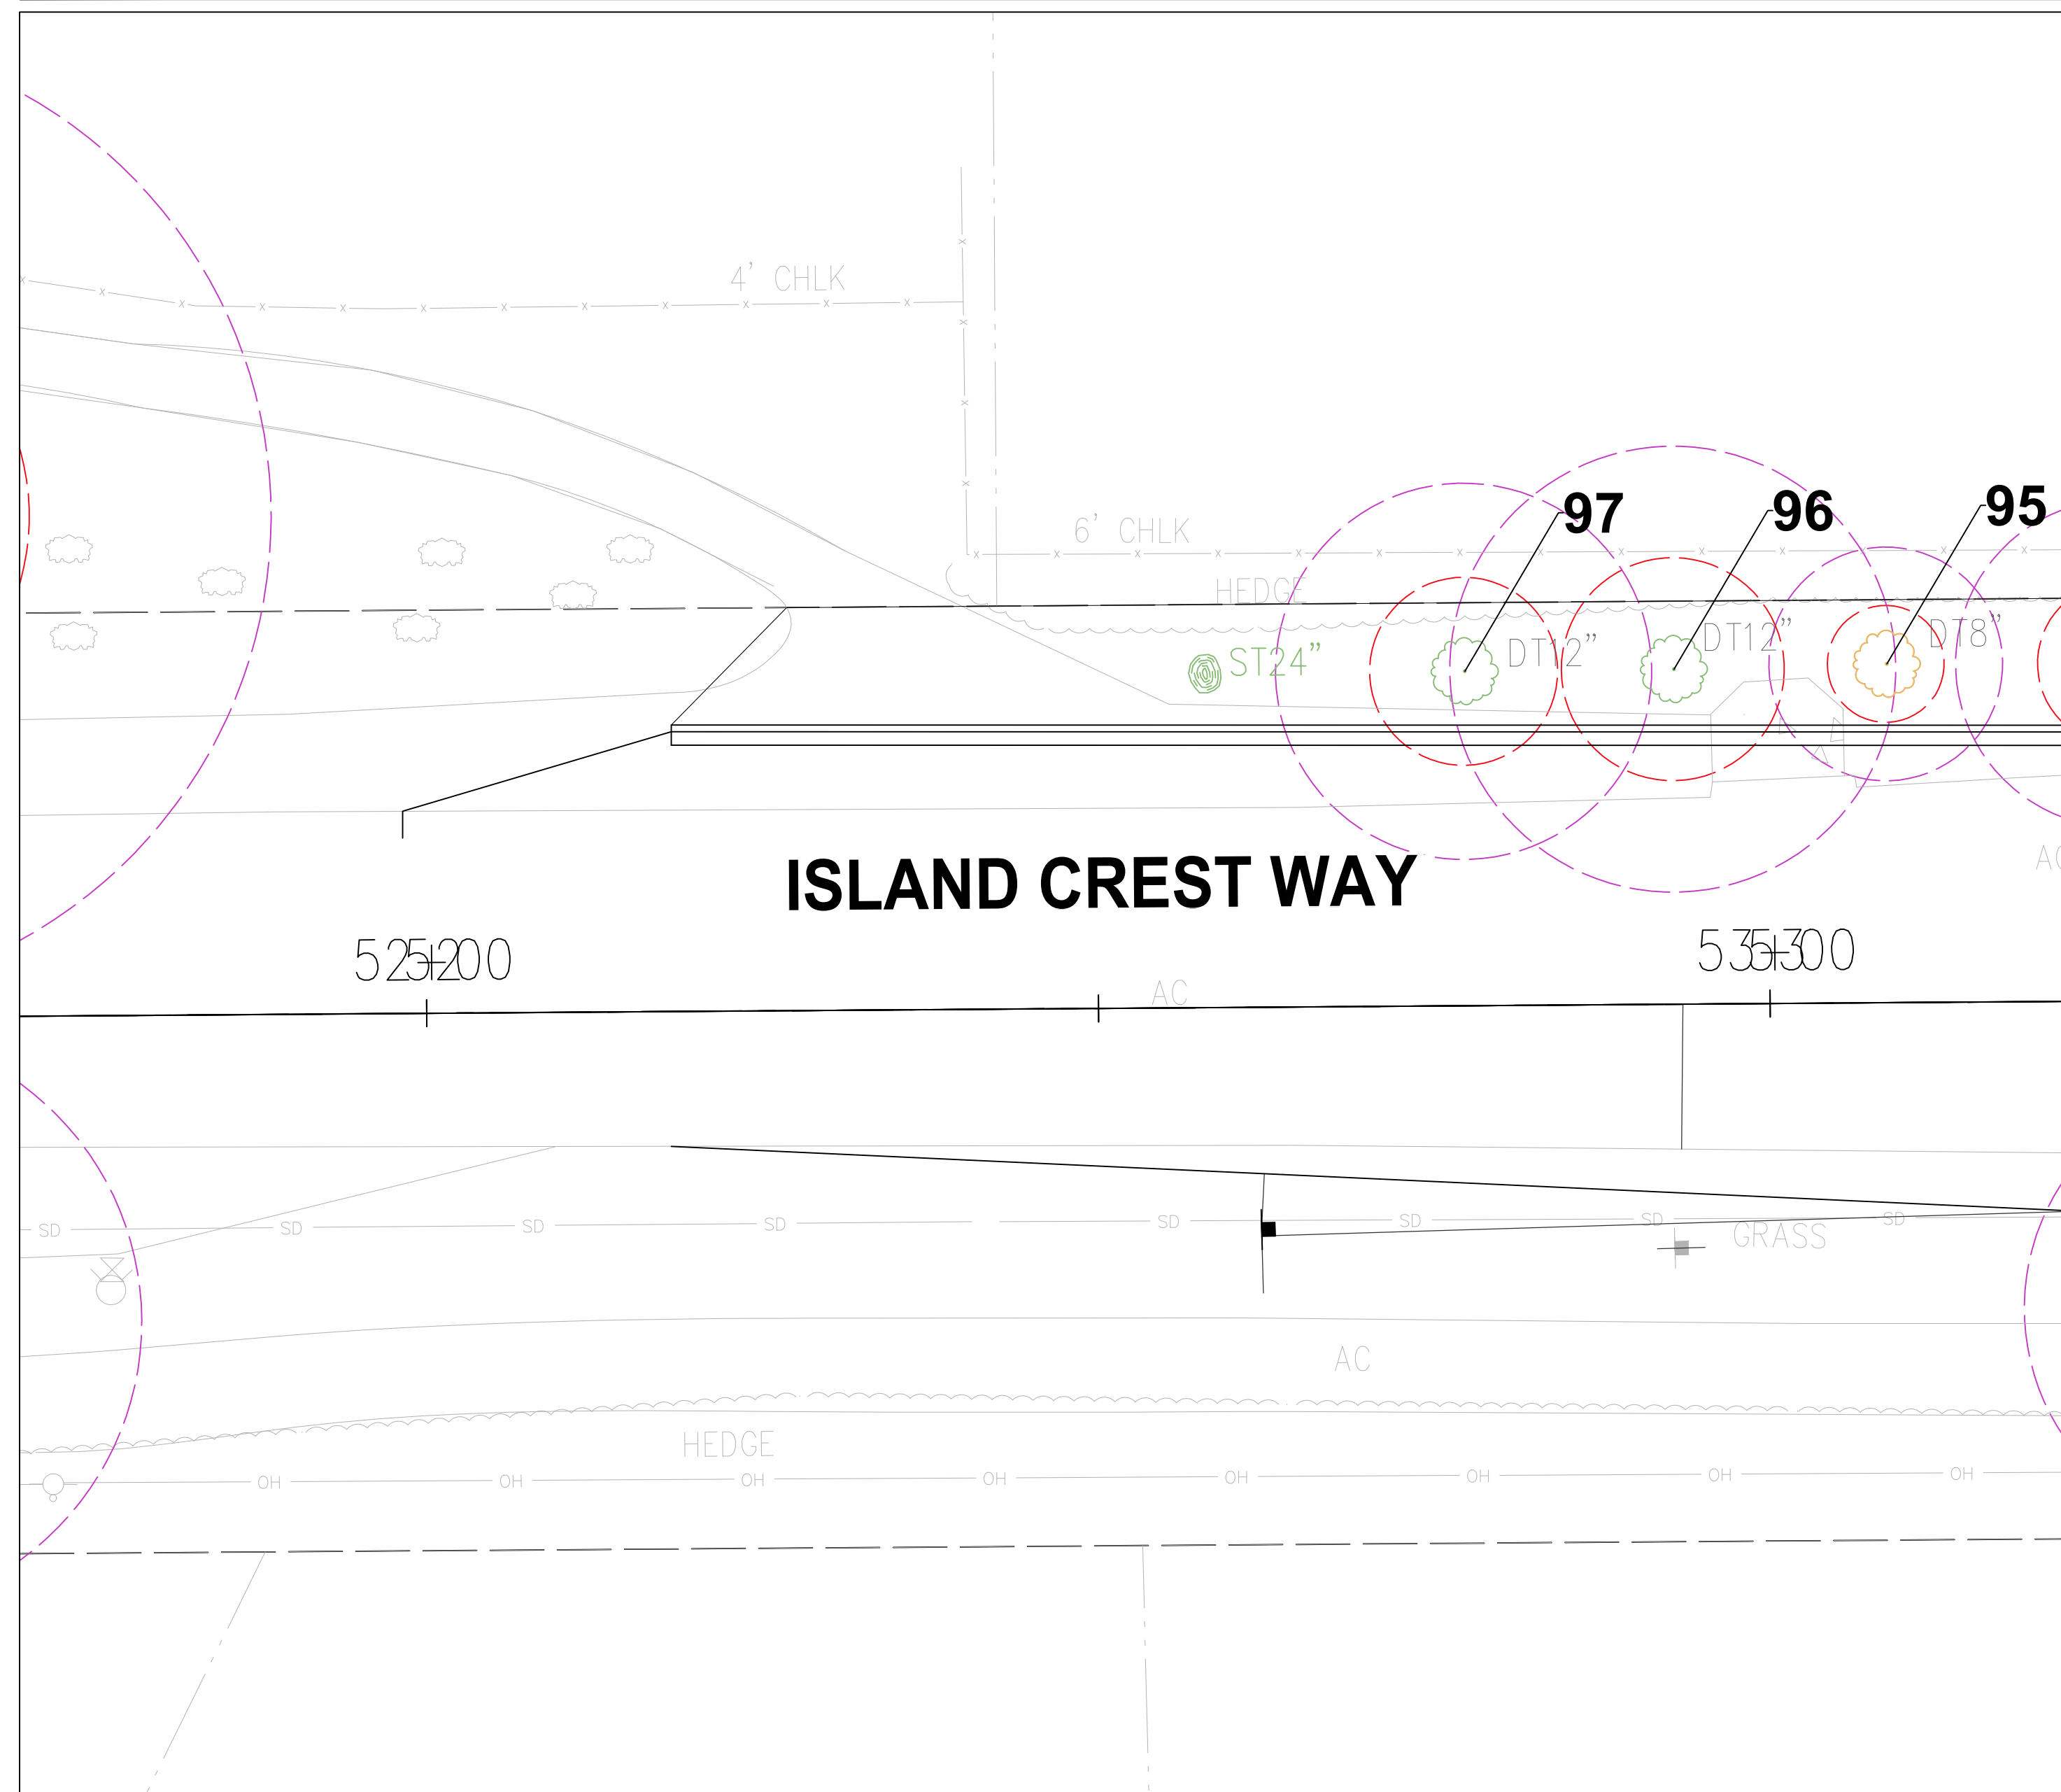 4' CHLK
97
96
95
6' CHLK
HEDGE
ST24"
DT12"
DT12"
DT8"
ISLAND CREST WAY
AC
SD
SD
SD
SD
SD
SD
SD
SD
GRASS
AC
HEDGE
OH
OH
OH
OH
OH
OH
OH
OH